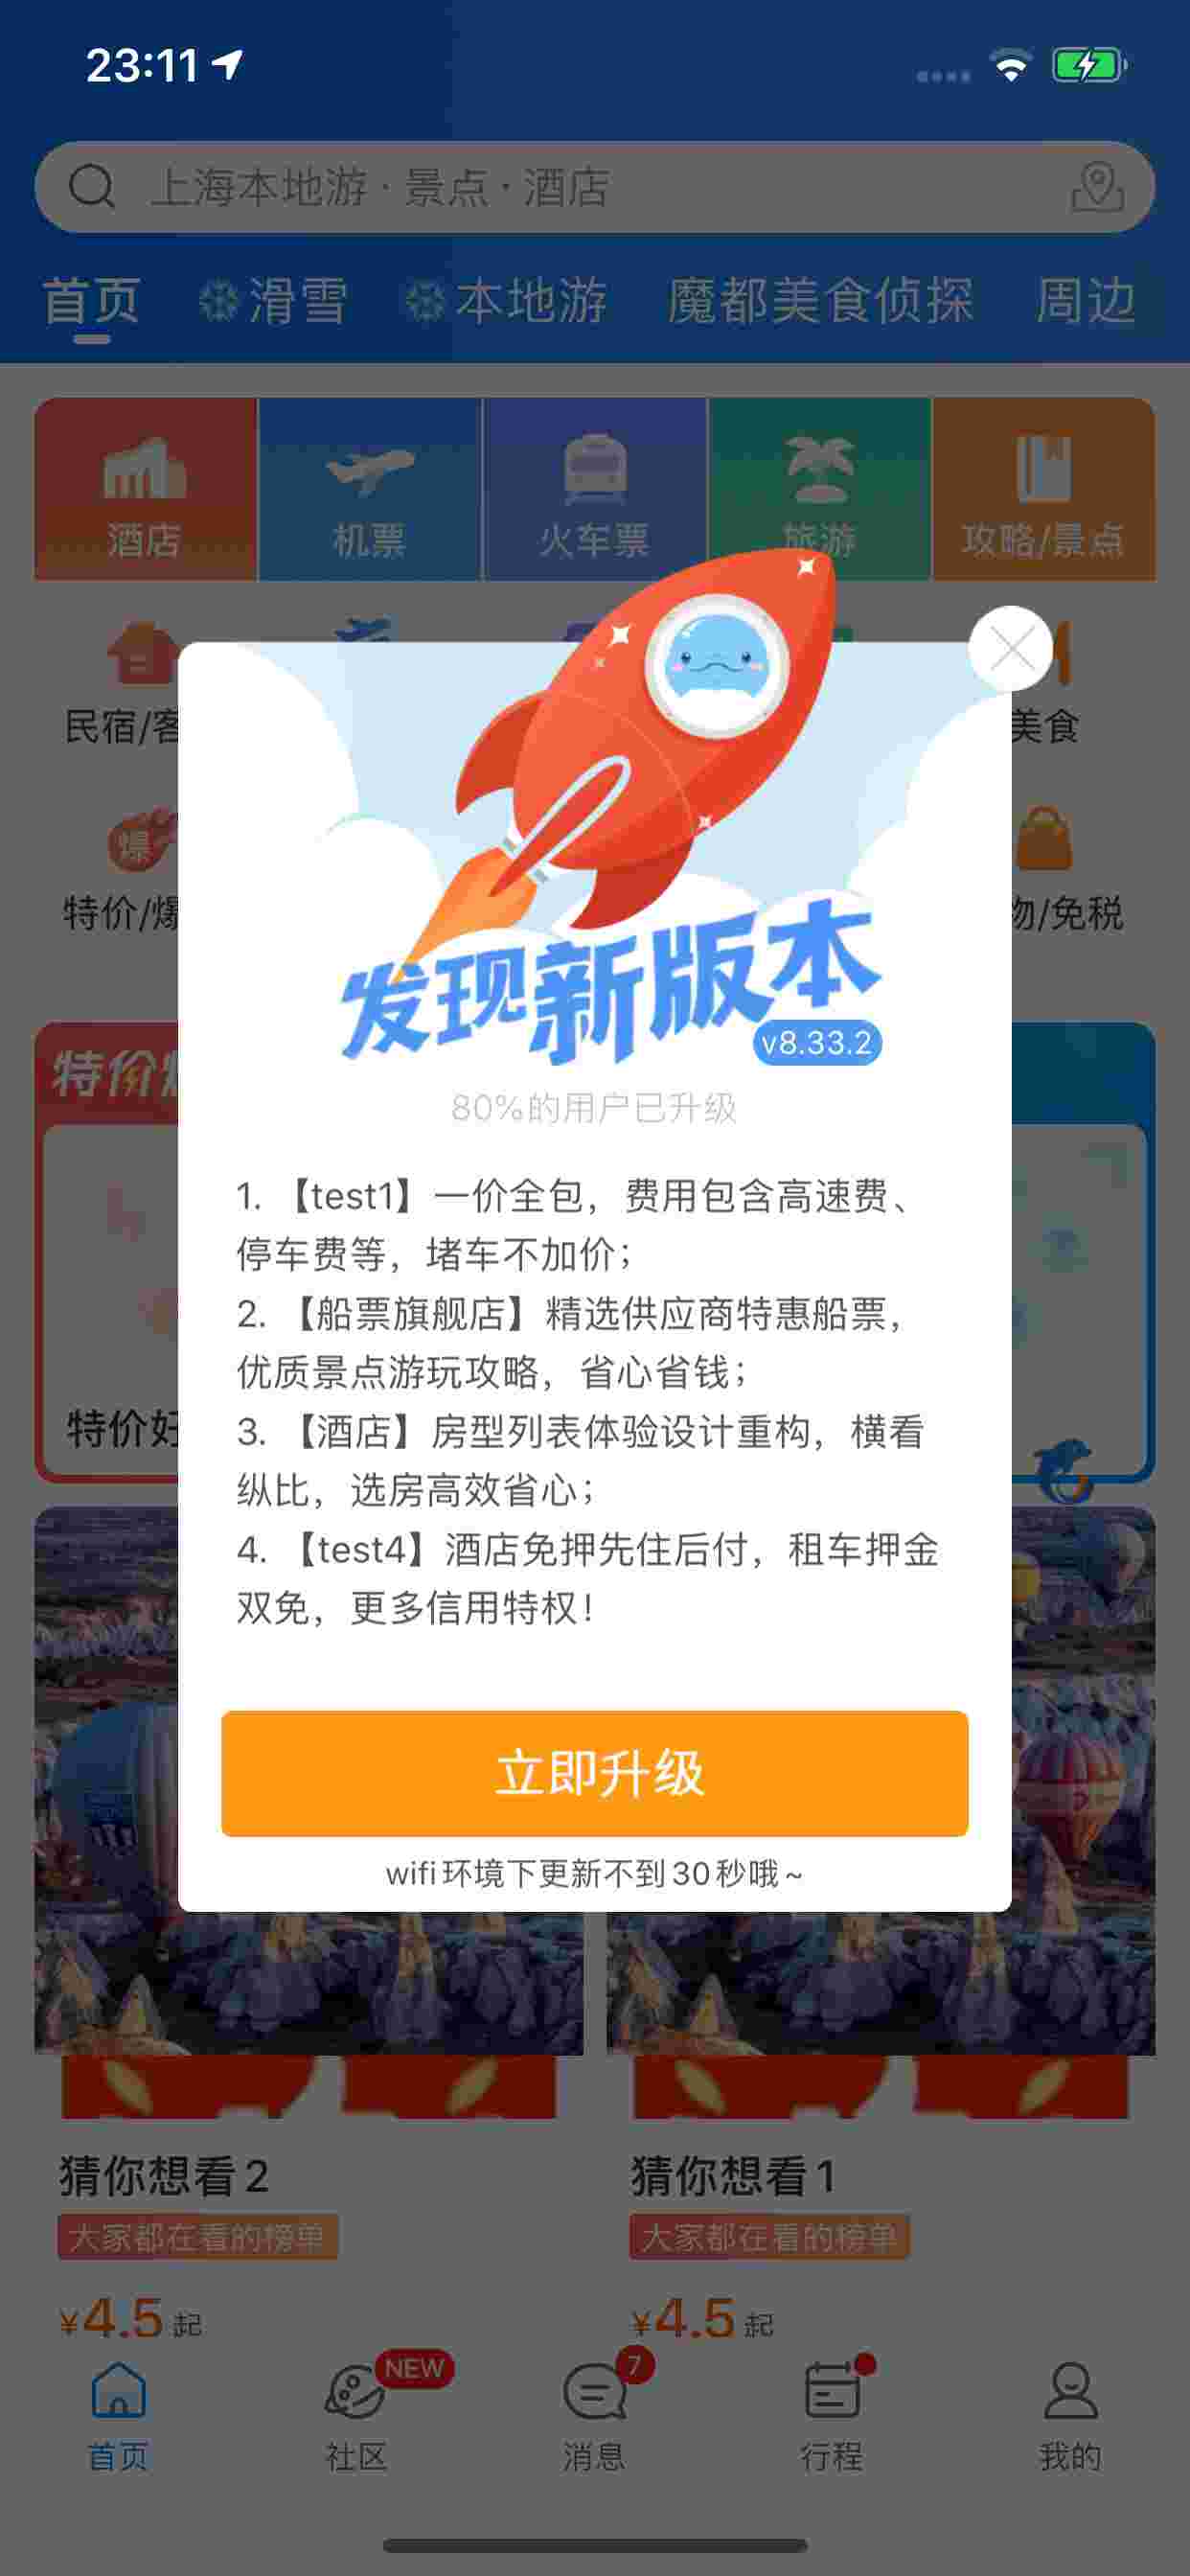 23:11
上海本地游 · 景点 · 酒店
首页 滑雪 本地游 魔都美食侦探 周边
酒店 机票 火车票 旅游 攻略/景点
民宿/客 美食
爆
特价/爆 物/免税
发现新版本
v8.33.2
特价爆
80%的用户已升级
1. 【test1】一价全包，费用包含高速费、
停车费等，堵车不加价；
2. 【船票旗舰店】精选供应商特惠船票，
优质景点游玩攻略，省心省钱；
3. 【酒店】房型列表体验设计重构，横看
纵比，选房高效省心；
特价好
4. 【test4】酒店免押先住后付，租车押金
双免，更多信用特权！
立即升级
wifi环境下更新不到30秒哦~
猜你想看2 猜你想看1
大家都在看的榜单 大家都在看的榜单
¥4.5起 ¥4.5起
NEW 7
首页 社区 消息 行程 我的